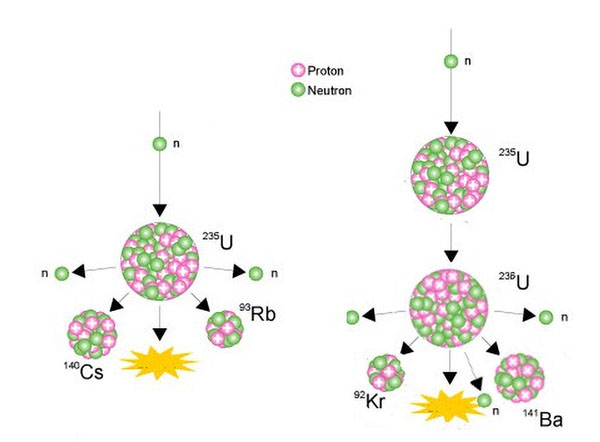 n
Proton
Neutron
n
²³⁵U
²³⁵U
n
n
²³⁶U
⁹³Rb
n
¹⁴⁰Cs
⁹²Kr
n
¹⁴¹Ba